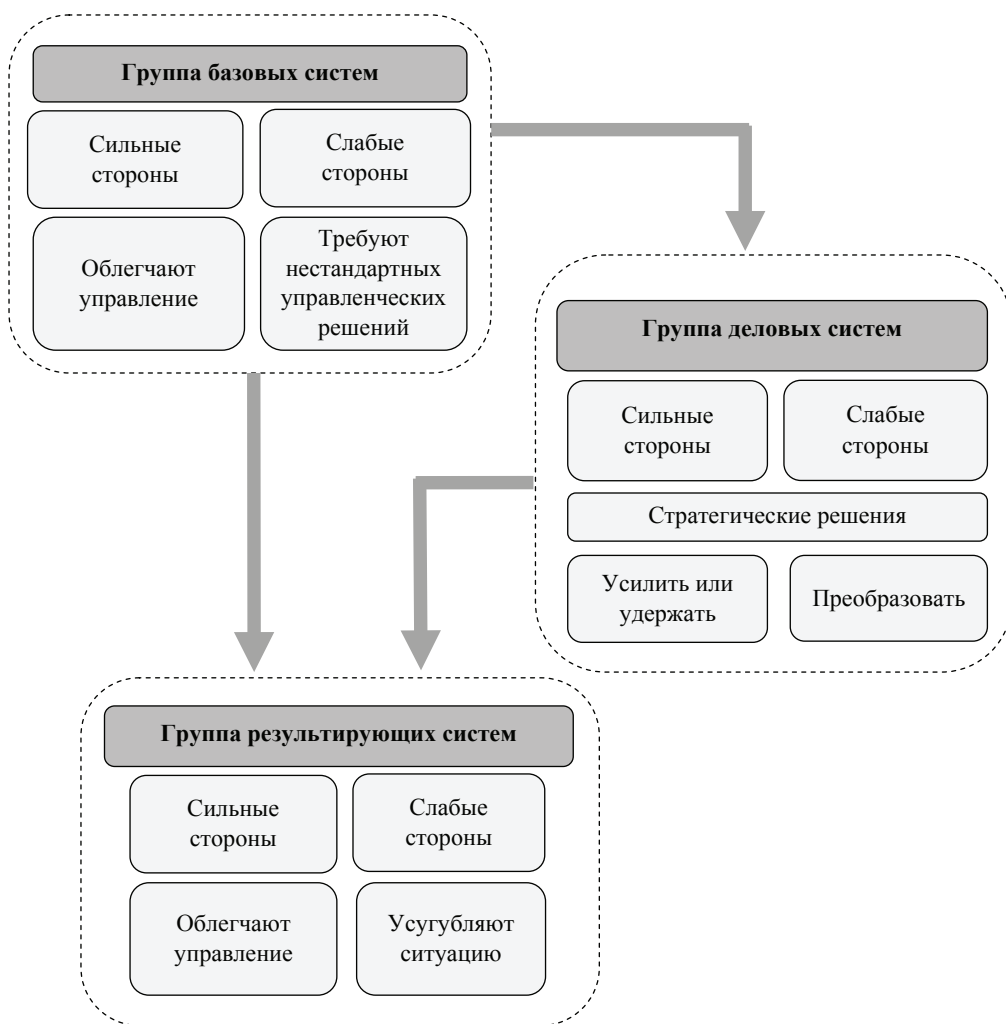 Группа базовых систем
Сильные
стороны
Слабые
стороны
Облегчают
управление
Требуют
нестандартных
управленческих
решений
Группа деловых систем
Сильные
стороны
Слабые
стороны
Стратегические решения
Усилить или
удержать
Преобразовать
Группа результирующих систем
Сильные
стороны
Слабые
стороны
Облегчают
управление
Усугубляют
ситуацию